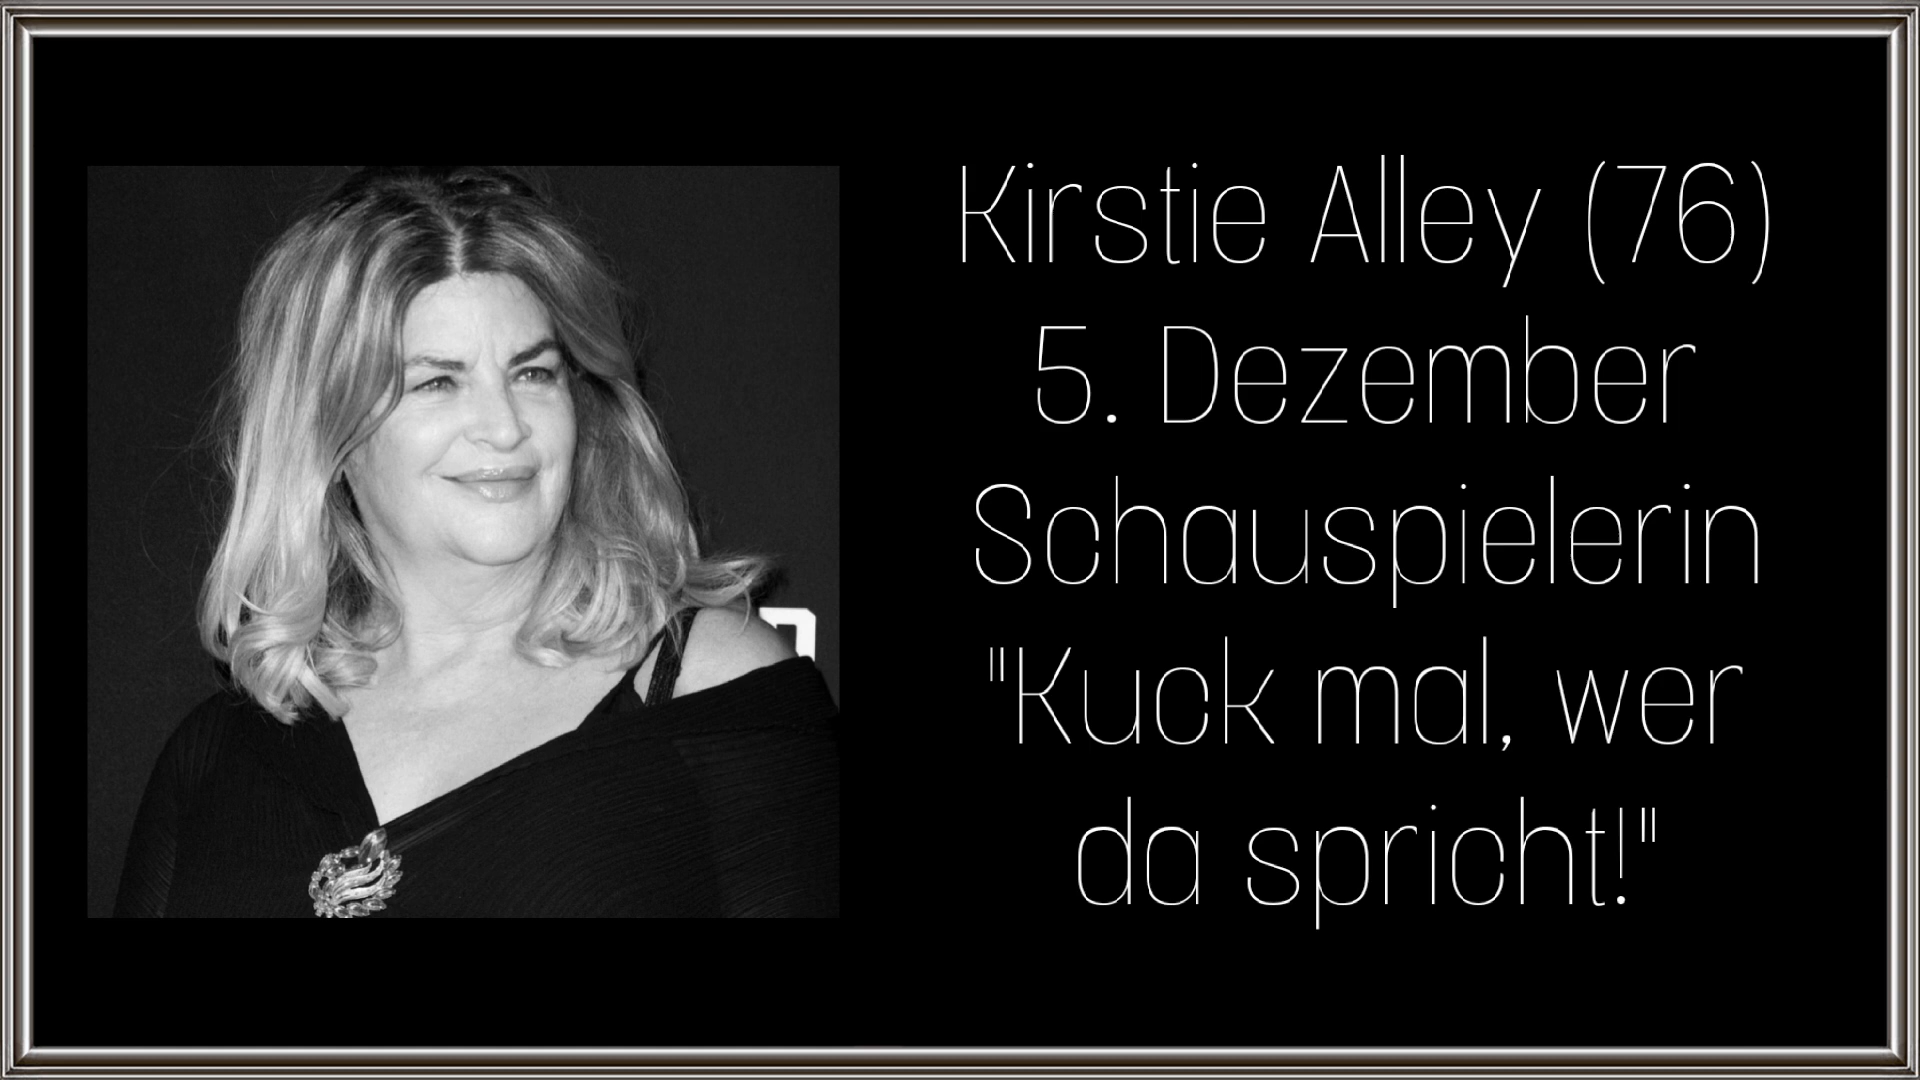 Kirstie Alley (76)
5. Dezember
Schauspielerin
"Kuck mal, wer
da spricht!"